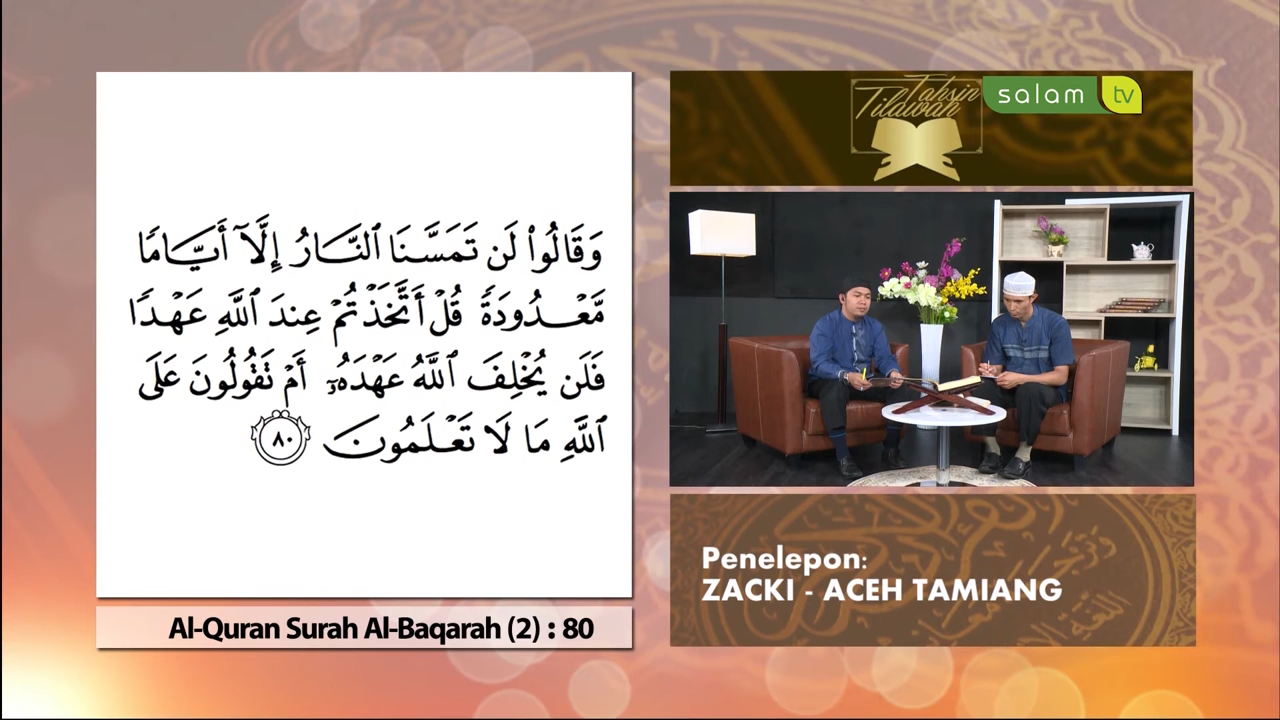 وَقَالُوا۟ لَن تَمَسَّنَا ٱلنَّارُ إِلَّآ أَيَّامًا
مَّعْدُودَةً قُلْ أَتَّخَذْتُمْ عِندَ ٱللَّهِ عَهْدًا
فَلَن يُخْلِفَ ٱللَّهُ عَهْدَهُۥٓ أَمْ تَقُولُونَ عَلَى
ٱللَّهِ مَا لَا تَعْلَمُونَ ٨٠
Al-Quran Surah Al-Baqarah (2) : 80
Tahsin
Tilawah
salam tv
Penelepon:
ZACKI - ACEH TAMIANG